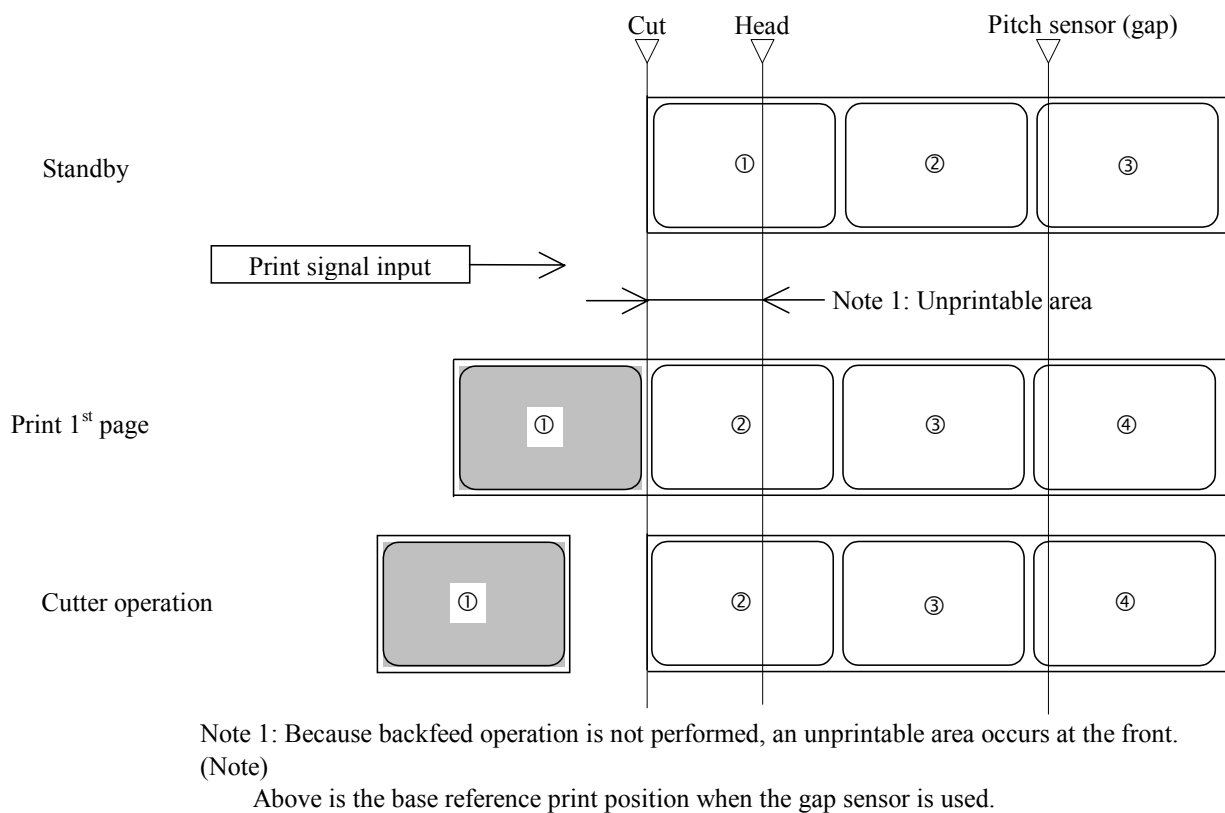 Cut Head Pitch sensor (gap)
Standby ① ② ③
Print signal input
Note 1: Unprintable area
Print 1st page ① ② ③ ④
Cutter operation ① ② ③ ④
Note 1: Because backfeed operation is not performed, an unprintable area occurs at the front.
(Note)
Above is the base reference print position when the gap sensor is used.